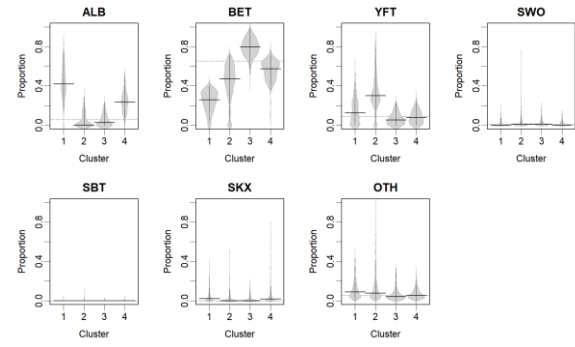 ALB
Proportion
0.0 0.4 0.8
1 2 3 4
Cluster
BET
Proportion
0.0 0.4 0.8
1 2 3 4
Cluster
YFT
Proportion
0.0 0.4 0.8
1 2 3 4
Cluster
SWO
Proportion
0.0 0.4 0.8
1 2 3 4
Cluster
SBT
Proportion
0.0 0.4 0.8
1 2 3 4
Cluster
SKX
Proportion
0.0 0.4 0.8
1 2 3 4
Cluster
OTH
Proportion
0.0 0.4 0.8
1 2 3 4
Cluster